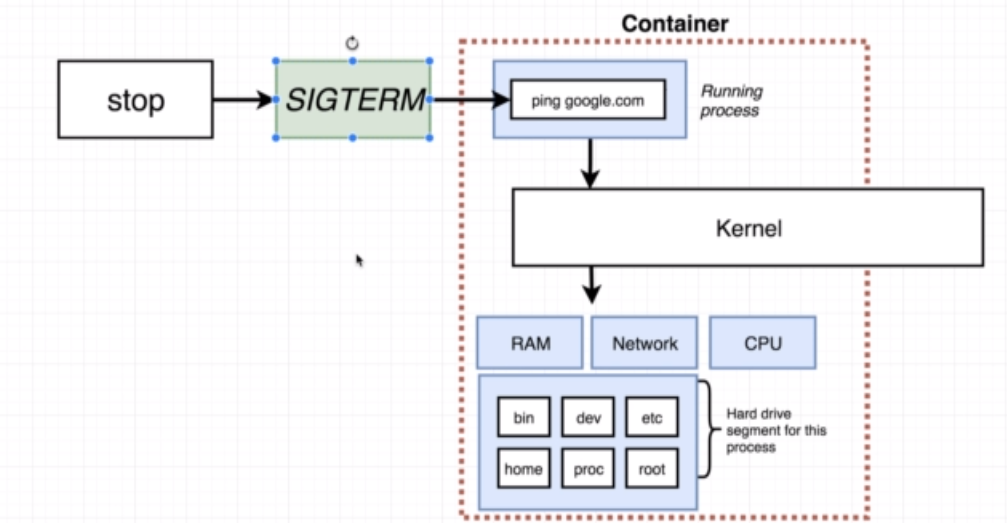 Container
stop
SIGTERM
ping google.com
Running
process
Kernel
RAM
Network
CPU
bin
dev
etc
home
proc
root
Hard drive
segment for this
process